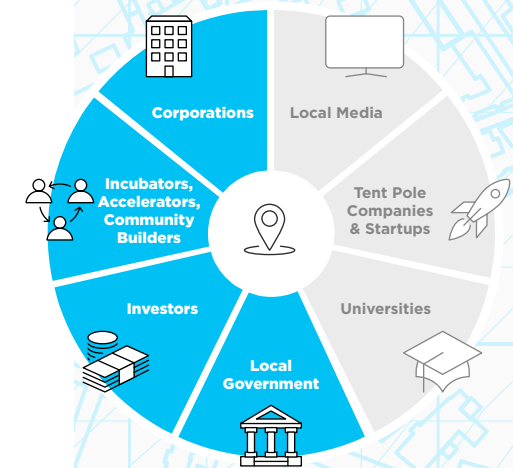 Corporations
Local Media
Incubators,
Accelerators,
Community
Builders
Tent Pole
Companies
& Startups
Investors
Universities
Local
Government